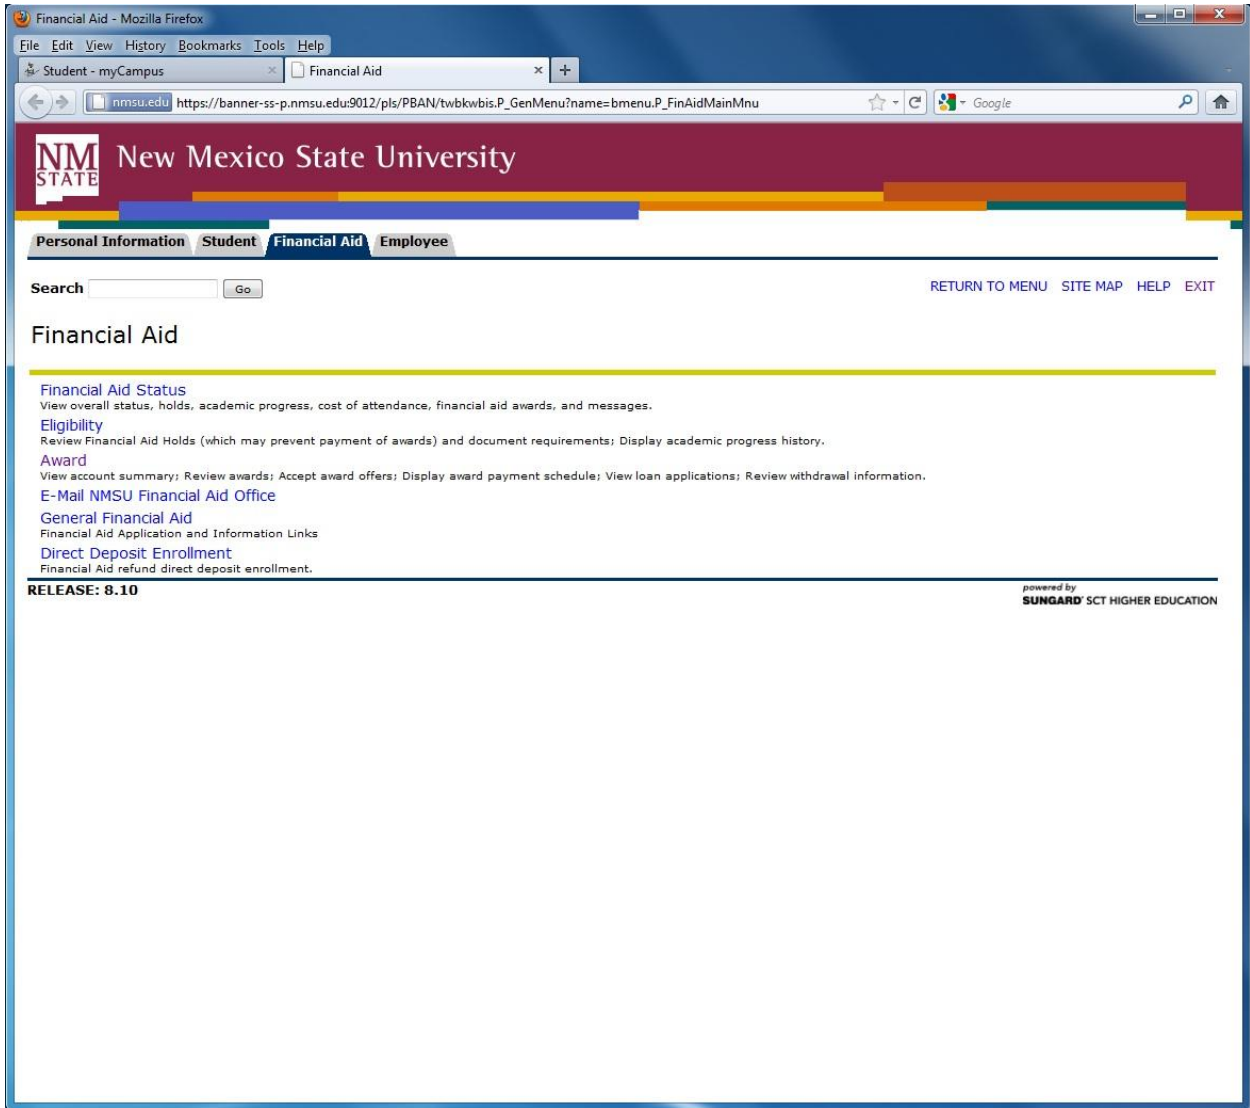 Financial Aid - Mozilla Firefox
File Edit View History Bookmarks Tools Help
Student - myCampus
Financial Aid
nmsu.edu https://banner-ss-p.nmsu.edu:9012/pls/PBAN/twbkwbis.P_GenMenu?name=bmenu.P_FinAidMainMnu
Google
NM
STATE
New Mexico State University
Personal Information Student Financial Aid Employee
Search Go RETURN TO MENU SITE MAP HELP EXIT
Financial Aid
Financial Aid Status
View overall status, holds, academic progress, cost of attendance, financial aid awards, and messages.
Eligibility
Review Financial Aid Holds (which may prevent payment of awards) and document requirements; Display academic progress history.
Award
View account summary; Review awards; Accept award offers; Display award payment schedule; View loan applications; Review withdrawal information.
E-Mail NMSU Financial Aid Office
General Financial Aid
Financial Aid Application and Information Links
Direct Deposit Enrollment
Financial Aid refund direct deposit enrollment.
RELEASE: 8.10
powered by
SUNGARD SCT HIGHER EDUCATION